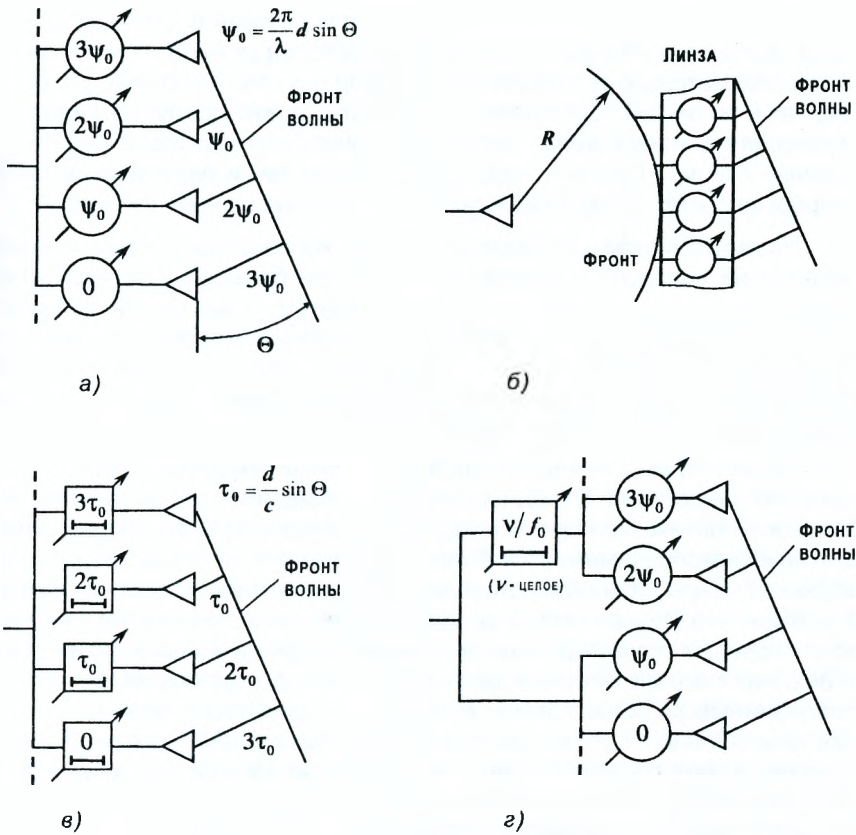 3ψ₀
ψ₀ = 2π/λ d sin Θ
2ψ₀
ψ₀
0
ФРОНТ
ВОЛНЫ
ψ₀
2ψ₀
3ψ₀
Θ
а)
ЛИНЗА
ФРОНТ
ВОЛНЫ
R
ФРОНТ
б)
3τ₀
τ₀ = d/c sin Θ
2τ₀
τ₀
0
ФРОНТ
ВОЛНЫ
τ₀
2τ₀
3τ₀
в)
ν/f₀
(ν - ЦЕЛОЕ)
3ψ₀
2ψ₀
ψ₀
0
ФРОНТ
ВОЛНЫ
г)